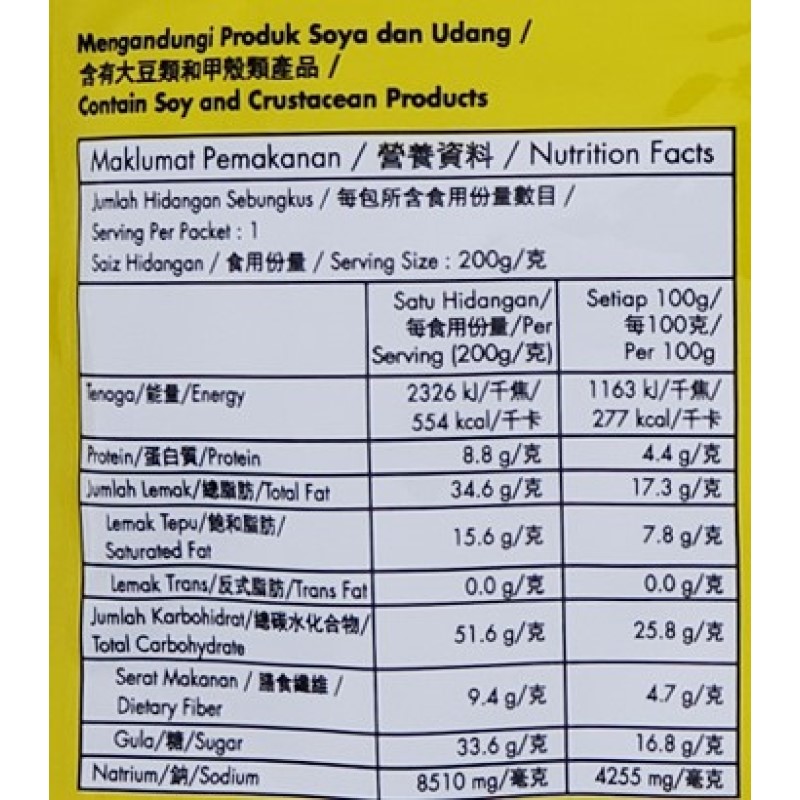 Mengandungi Produk Soya dan Udang /
含有大豆類和甲殼類產品 /
Contain Soy and Crustacean Products
Maklumat Pemakanan / 營養資料 / Nutrition Facts
Jumlah Hidangan Sebungkus / 每包所含食用份量數目 /
Serving Per Packet : 1
Saiz Hidangan / 食用份量 / Serving Size : 200g/克
Satu Hidangan/
每食用份量/Per
Serving (200g/克)
Setiap 100g/
每100克/
Per 100g
Tenaga/能量/Energy
2326 kJ/千焦/
554 kcal/千卡
1163 kJ/千焦/
277 kcal/千卡
Protein/蛋白質/Protein
8.8 g/克
4.4 g/克
Jumlah Lemak/總脂肪/Total Fat
34.6 g/克
17.3 g/克
Lemak Tepu/飽和脂肪/
Saturated Fat
15.6 g/克
7.8 g/克
Lemak Trans/反式脂肪/Trans Fat
0.0 g/克
0.0 g/克
Jumlah Karbohidrat/總碳水化合物/
Total Carbohydrate
51.6 g/克
25.8 g/克
Serat Makanan / 膳食纖維 /
Dietary Fiber
9.4 g/克
4.7 g/克
Gula/糖/Sugar
33.6 g/克
16.8 g/克
Natrium/鈉/Sodium
8510 mg/毫克
4255 mg/毫克